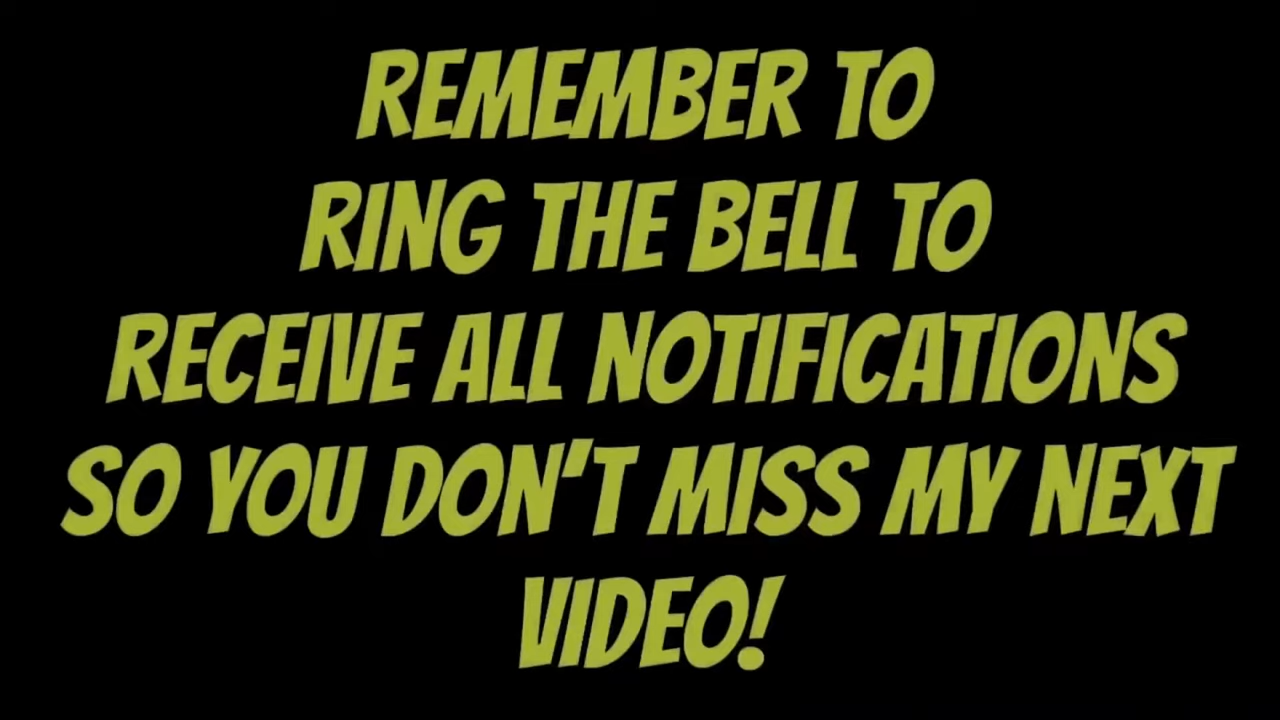 REMEMBER TO
RING THE BELL TO
RECEIVE ALL NOTIFICATIONS
SO YOU DON'T MISS MY NEXT
VIDEO!